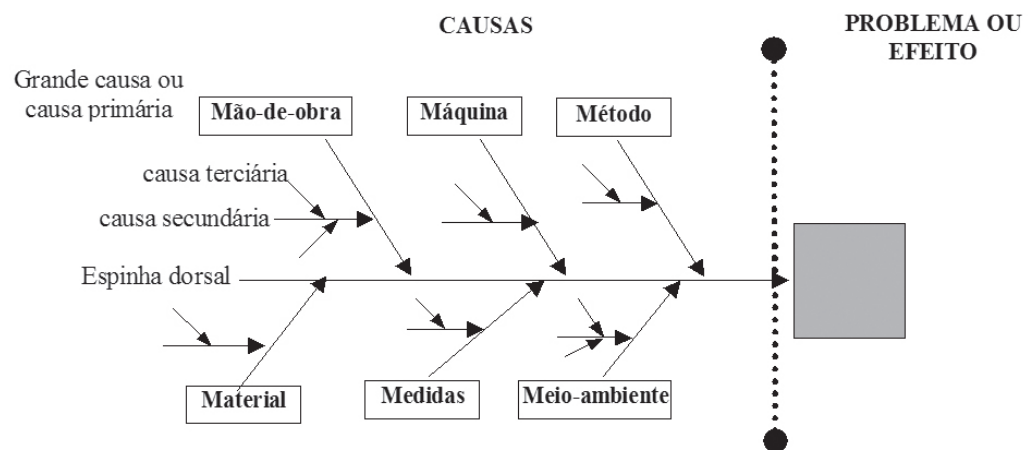 CAUSAS
PROBLEMA OU
EFEITO
Grande causa ou
causa primária
Mão-de-obra
Máquina
Método
causa terciária
causa secundária
Espinha dorsal
Material
Medidas
Meio-ambiente